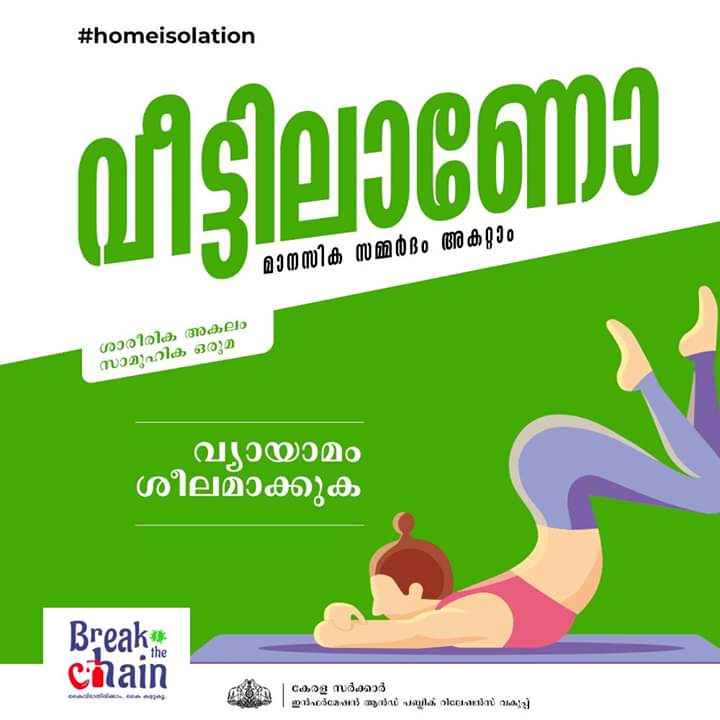 #homeisolation
വീട്ടിലാണോ
മാനസിക സമ്മർദം അകറ്റാം
ശാരീരിക അകലം
സാമൂഹിക ഒരുമ
വ്യായാമം
ശീലമാക്കുക
Break
the
chain
കൈവിടാതിരിക്കാം. കൈ കഴുകൂ.
കേരള സർക്കാർ
ഇൻഫർമേഷൻ ആൻഡ് പബ്ലിക് റിലേഷൻസ് വകുപ്പ്